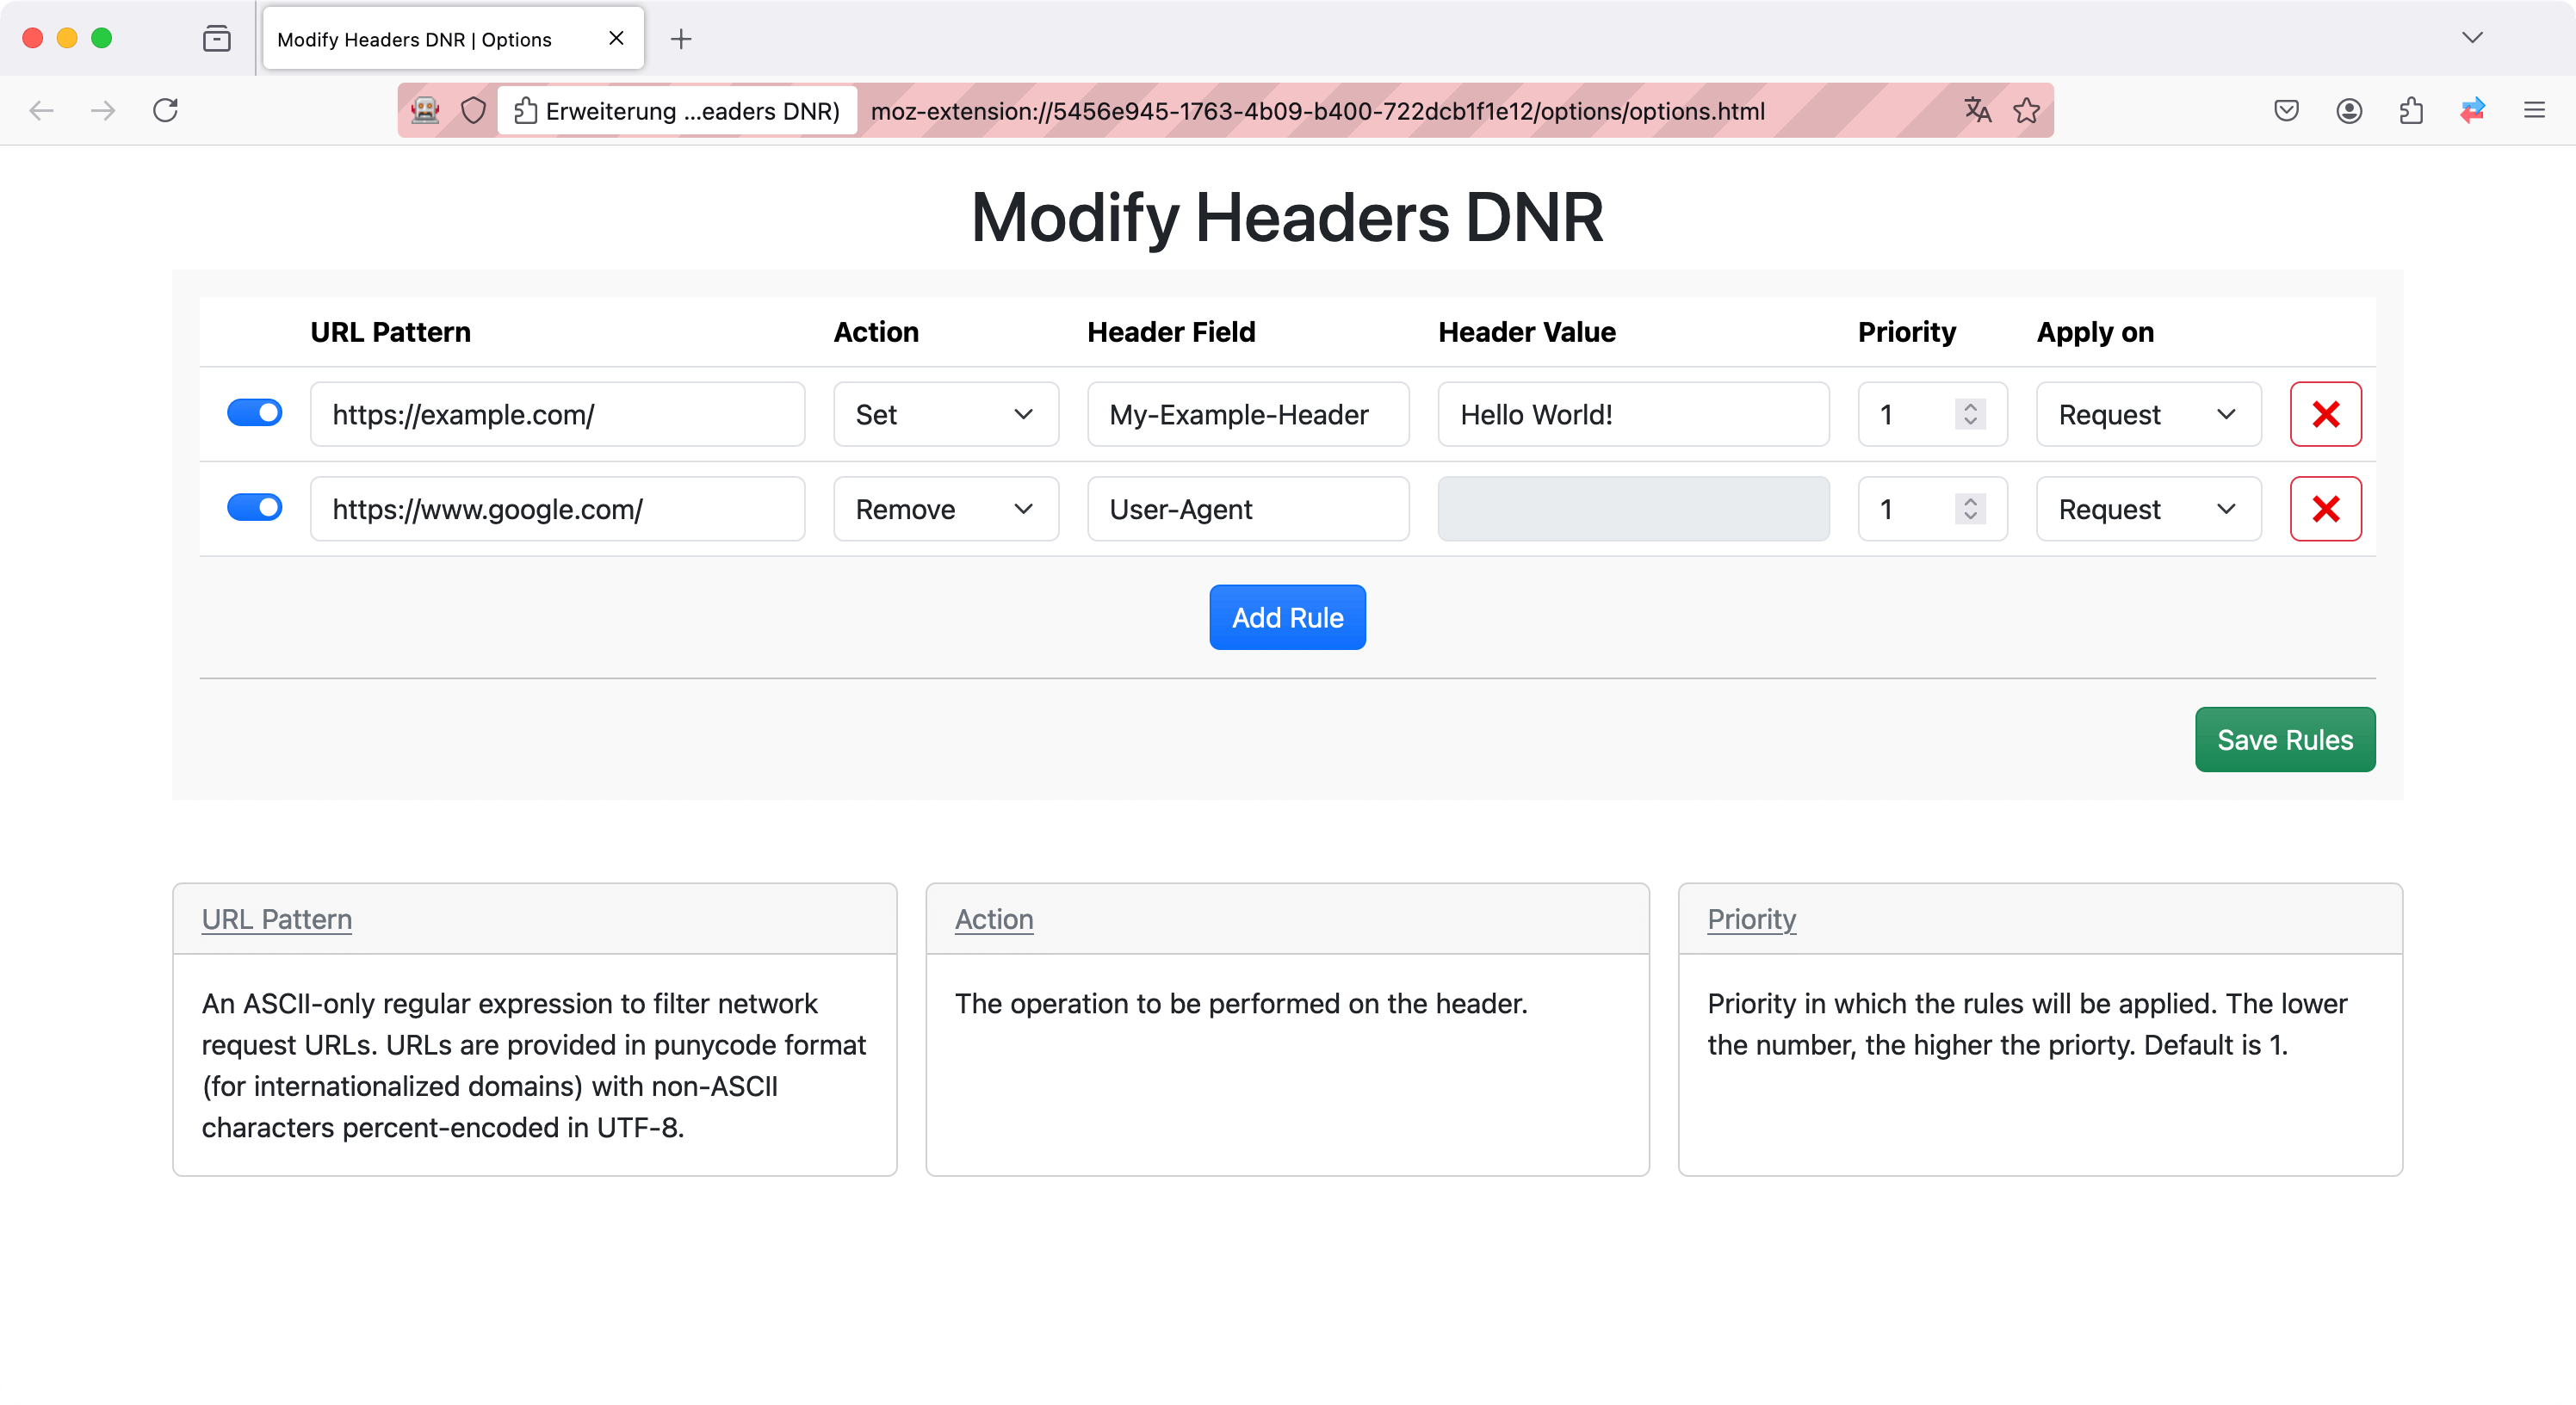 Modify Headers DNR | Options
Erweiterung ...eaders DNR) moz-extension://5456e945-1763-4b09-b400-722dcb1f1e12/options/options.html
Modify Headers DNR
URL Pattern Action Header Field Header Value Priority Apply on
https://example.com/ Set My-Example-Header Hello World! 1 Request
https://www.google.com/ Remove User-Agent 1 Request
Add Rule
Save Rules
URL Pattern
An ASCII-only regular expression to filter network
request URLs. URLs are provided in punycode format
(for internationalized domains) with non-ASCII
characters percent-encoded in UTF-8.
Action
The operation to be performed on the header.
Priority
Priority in which the rules will be applied. The lower
the number, the higher the priorty. Default is 1.